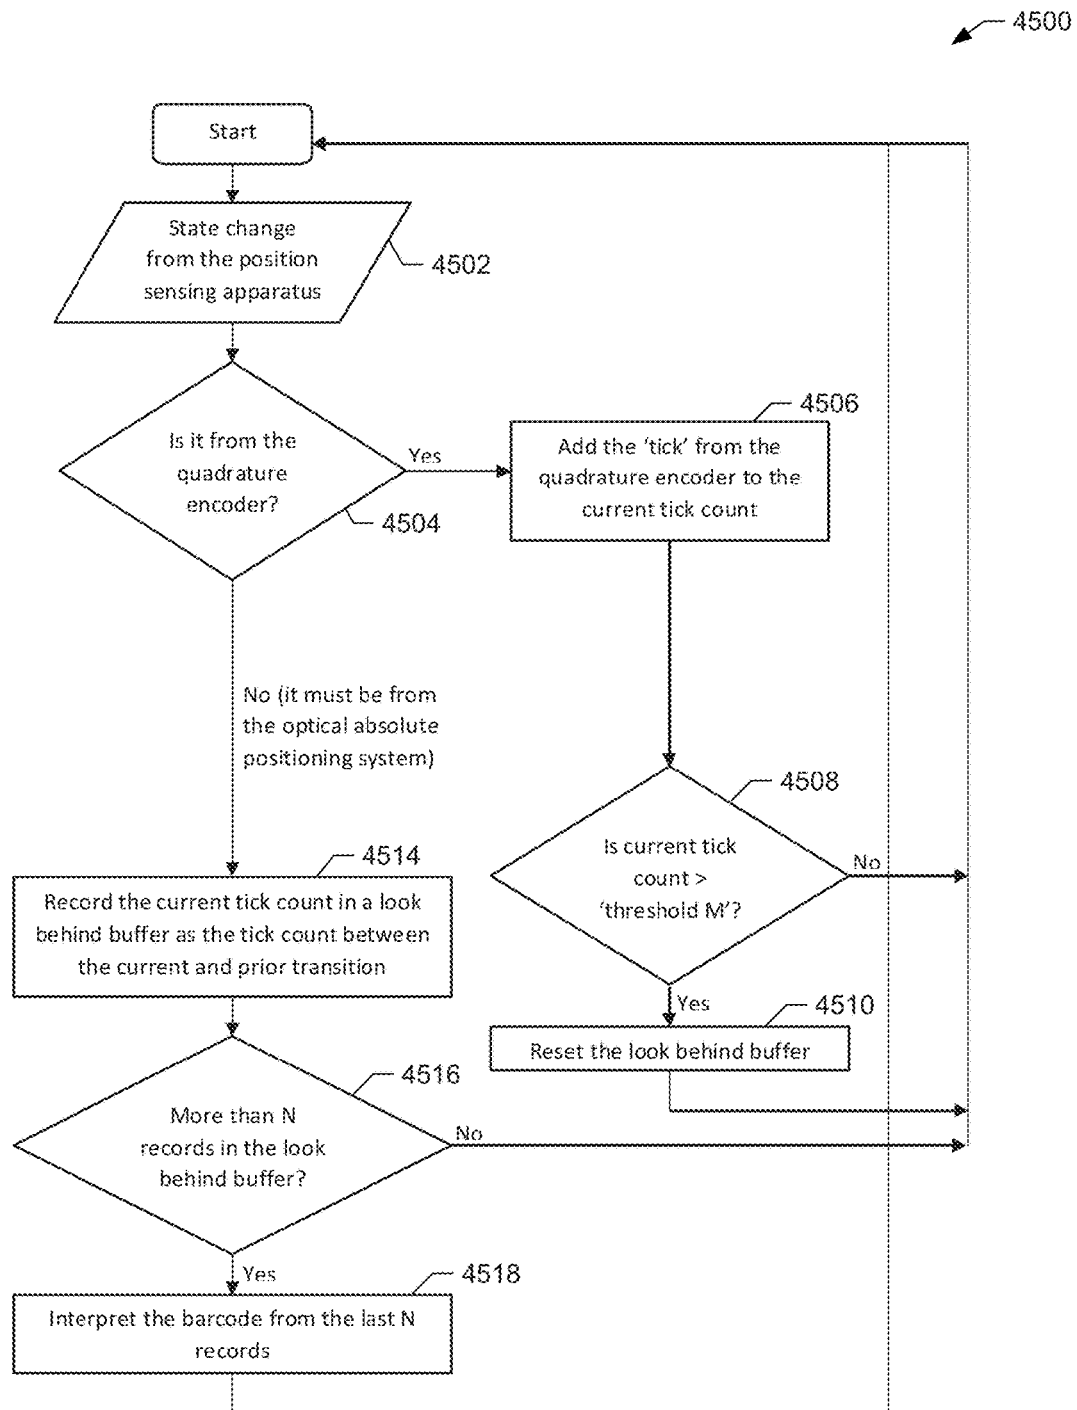 4500
Start
State change
from the position
sensing apparatus
4502
Is it from the
quadrature
encoder?
4504
Yes
4506
Add the ‘tick’ from the
quadrature encoder to the
current tick count
No (it must be from
the optical absolute
positioning system)
4508
Is current tick
count >
‘threshold M’?
No
Yes
4510
Reset the look behind buffer
4514
Record the current tick count in a look
behind buffer as the tick count between
the current and prior transition
4516
More than N
records in the look
behind buffer?
No
Yes
4518
Interpret the barcode from the last N
records